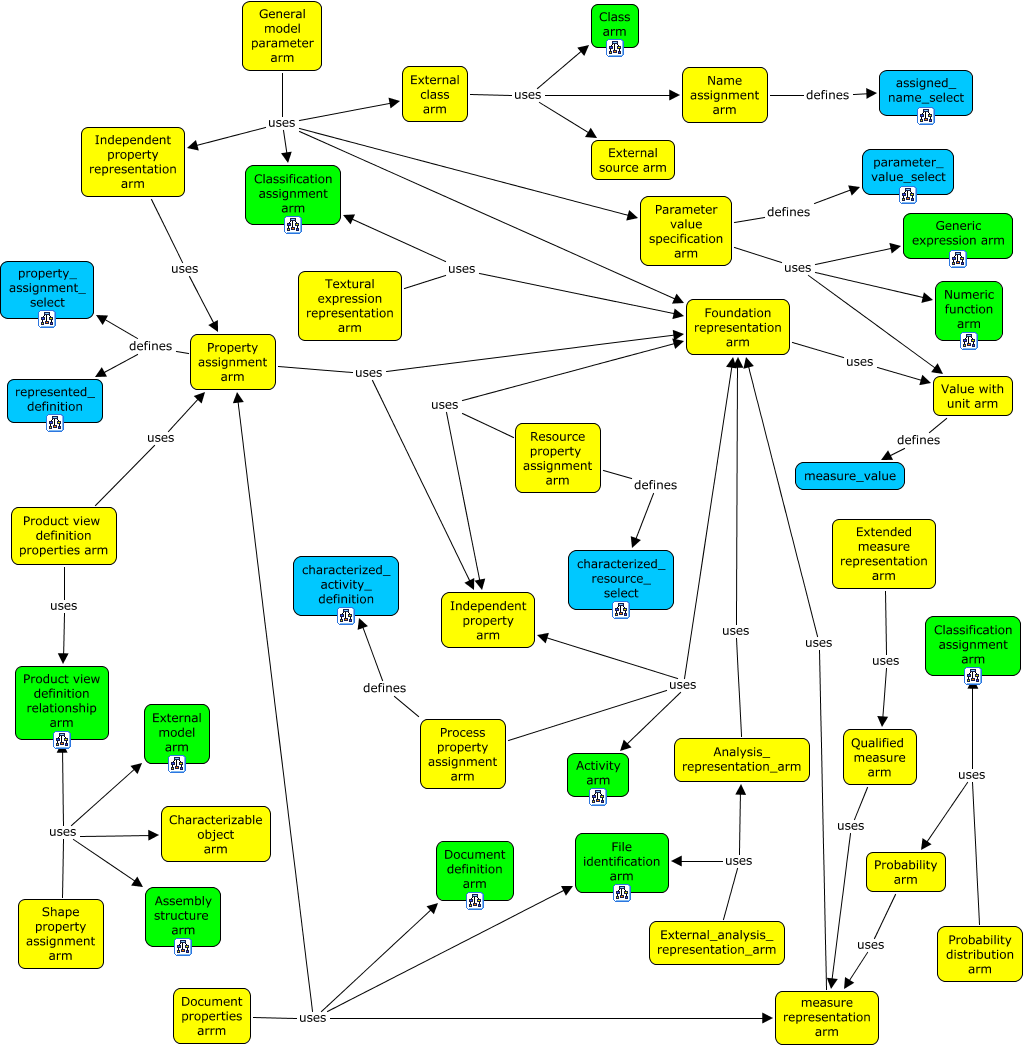 General
model
parameter
arm
Class
arm
External
class
arm
uses
Name
assignment
arm
defines
assigned_
name_select
uses
Independent
property
representation
arm
External
source arm
Classification
assignment
arm
parameter_
value_select
Parameter
value
specification
arm
defines
Generic
expression arm
uses
property_
assignment_
select
uses
Textural
expression
representation
arm
uses
Numeric
function
arm
Foundation
representation
arm
defines
Property
assignment
arm
uses
uses
Value with
unit arm
represented_
definition
uses
defines
measure_value
uses
Resource
property
assignment
arm
defines
Product view
definition
properties arm
Extended
measure
representation
arm
characterized_
activity_
definition
characterized_
resource_
select
uses
Independent
property
arm
uses
uses
Classification
assignment
arm
uses
Product view
definition
relationship
arm
defines
uses
External
model
arm
Process
property
assignment
arm
Activity
arm
Analysis_
representation_arm
Qualified
measure
arm
uses
uses
Characterizable
object
arm
uses
Document
definition
arm
File
identification
arm
uses
Probability
arm
Assembly
structure
arm
Shape
property
assignment
arm
External_analysis_
representation_arm
uses
Probability
distribution
arm
Document
properties
arrm
uses
measure
representation
arm